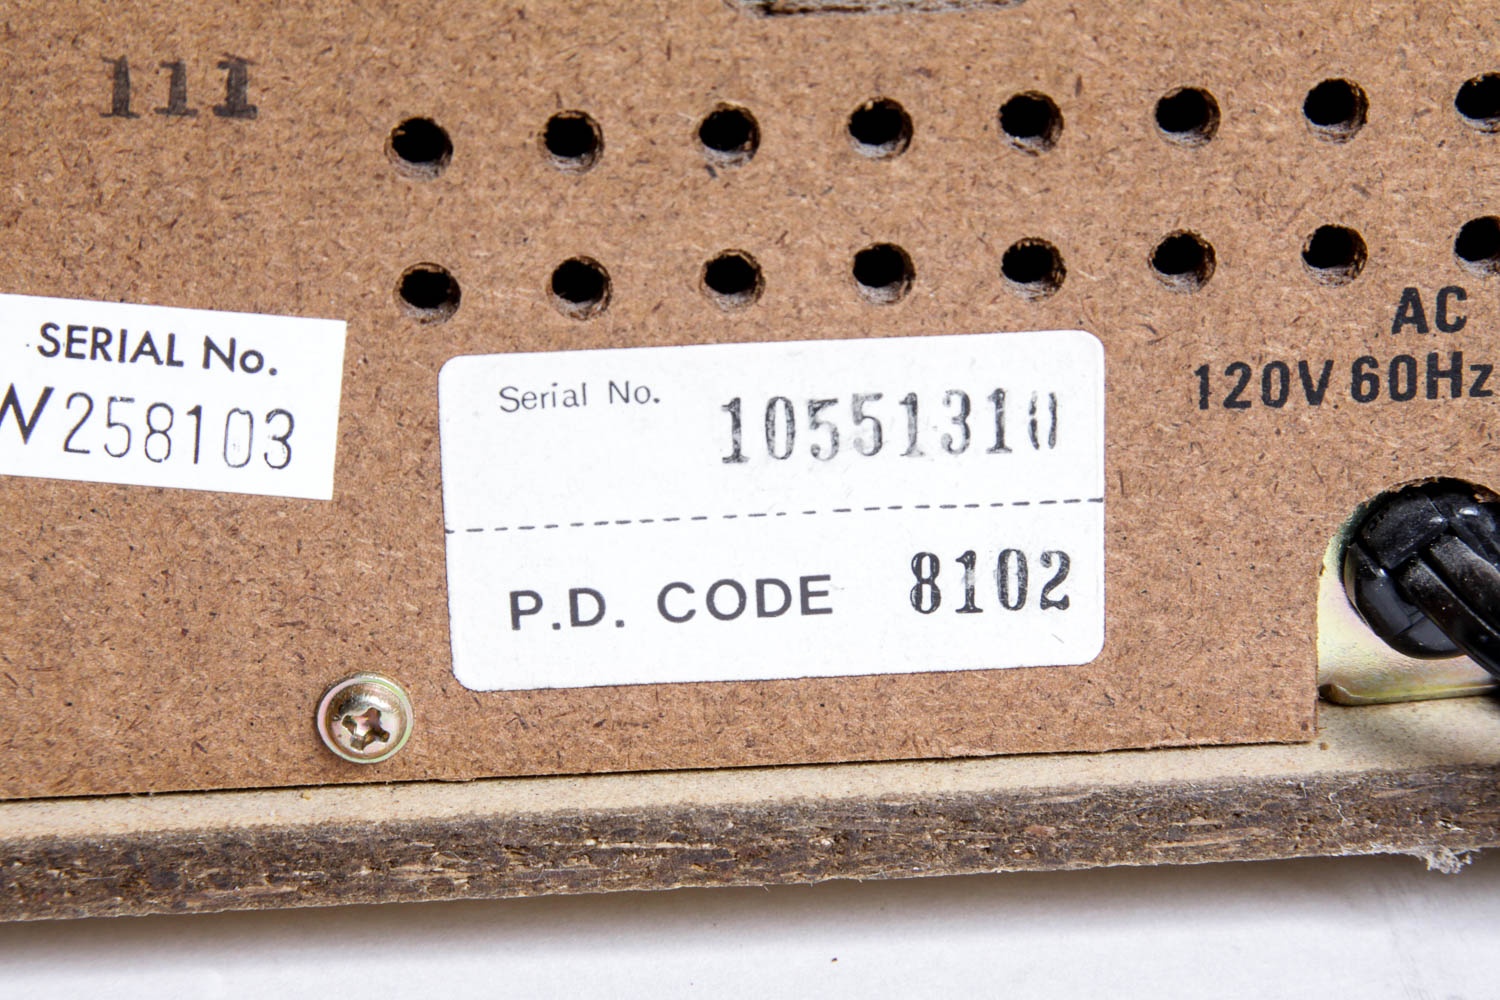 111
SERIAL No.
W258103
Serial No. 10551310
P.D. CODE 8102
AC
120V 60Hz